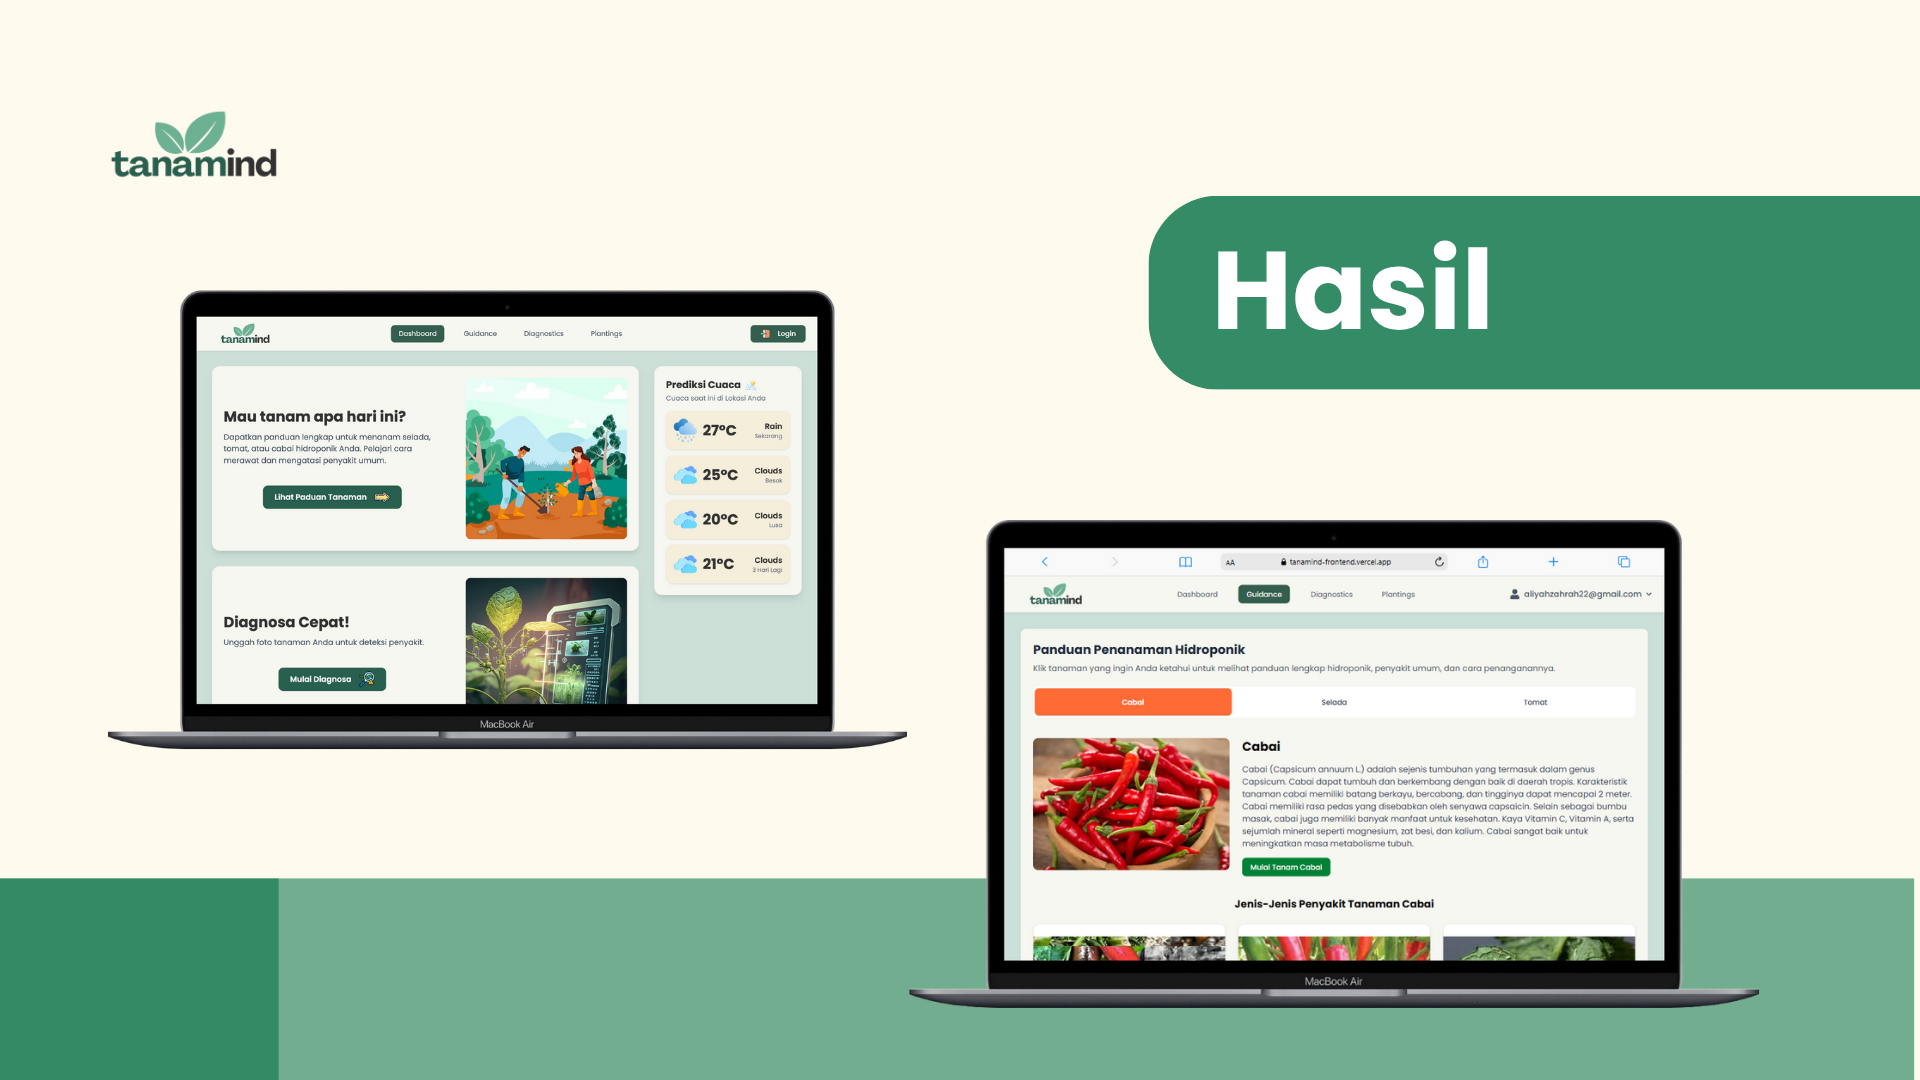 tanamind
Hasil
tanamind
Dashboard
Guidance
Diagnostics
Plantings
Login
Mau tanam apa hari ini?
Dapatkan panduan lengkap untuk menanam selada,
tomat, atau cabai hidroponik Anda. Pelajari cara
merawat dan mengatasi penyakit umum.
Lihat Paduan Tanaman
Prediksi Cuaca
Cuaca saat ini di Lokasi Anda
27°C
Rain
Sekarang
25°C
Clouds
Besok
20°C
Clouds
Lusa
21°C
Clouds
3 Hari Lagi
Diagnosa Cepat!
Unggah foto tanaman Anda untuk deteksi penyakit.
Mulai Diagnosa
MacBook Air
AA
tanamind-frontend.vercel.app
tanamind
Dashboard
Guidance
Diagnostics
Plantings
aliyahzahrah22@gmail.com
Panduan Penanaman Hidroponik
Klik tanaman yang ingin Anda ketahui untuk melihat panduan lengkap hidroponik, penyakit umum, dan cara penanganannya.
Cabai
Selada
Tomat
Cabai
Cabai (Capsicum annuum L.) adalah sejenis tumbuhan yang termasuk dalam genus
Capsicum. Cabai dapat tumbuh dan berkembang dengan baik di daerah tropis. Karakteristik
tanaman cabai memiliki batang berkayu, bercabang, dan tingginya dapat mencapai 2 meter.
Cabai memiliki rasa pedas yang disebabkan oleh senyawa capsaicin. Selain sebagai bumbu
masak, cabai juga memiliki banyak manfaat untuk kesehatan. Kaya Vitamin C, Vitamin A, serta
sejumlah mineral seperti magnesium, zat besi, dan kalium. Cabai sangat baik untuk
meningkatkan masa metabolisme tubuh.
Mulai Tanam Cabai
Jenis-Jenis Penyakit Tanaman Cabai
MacBook Air